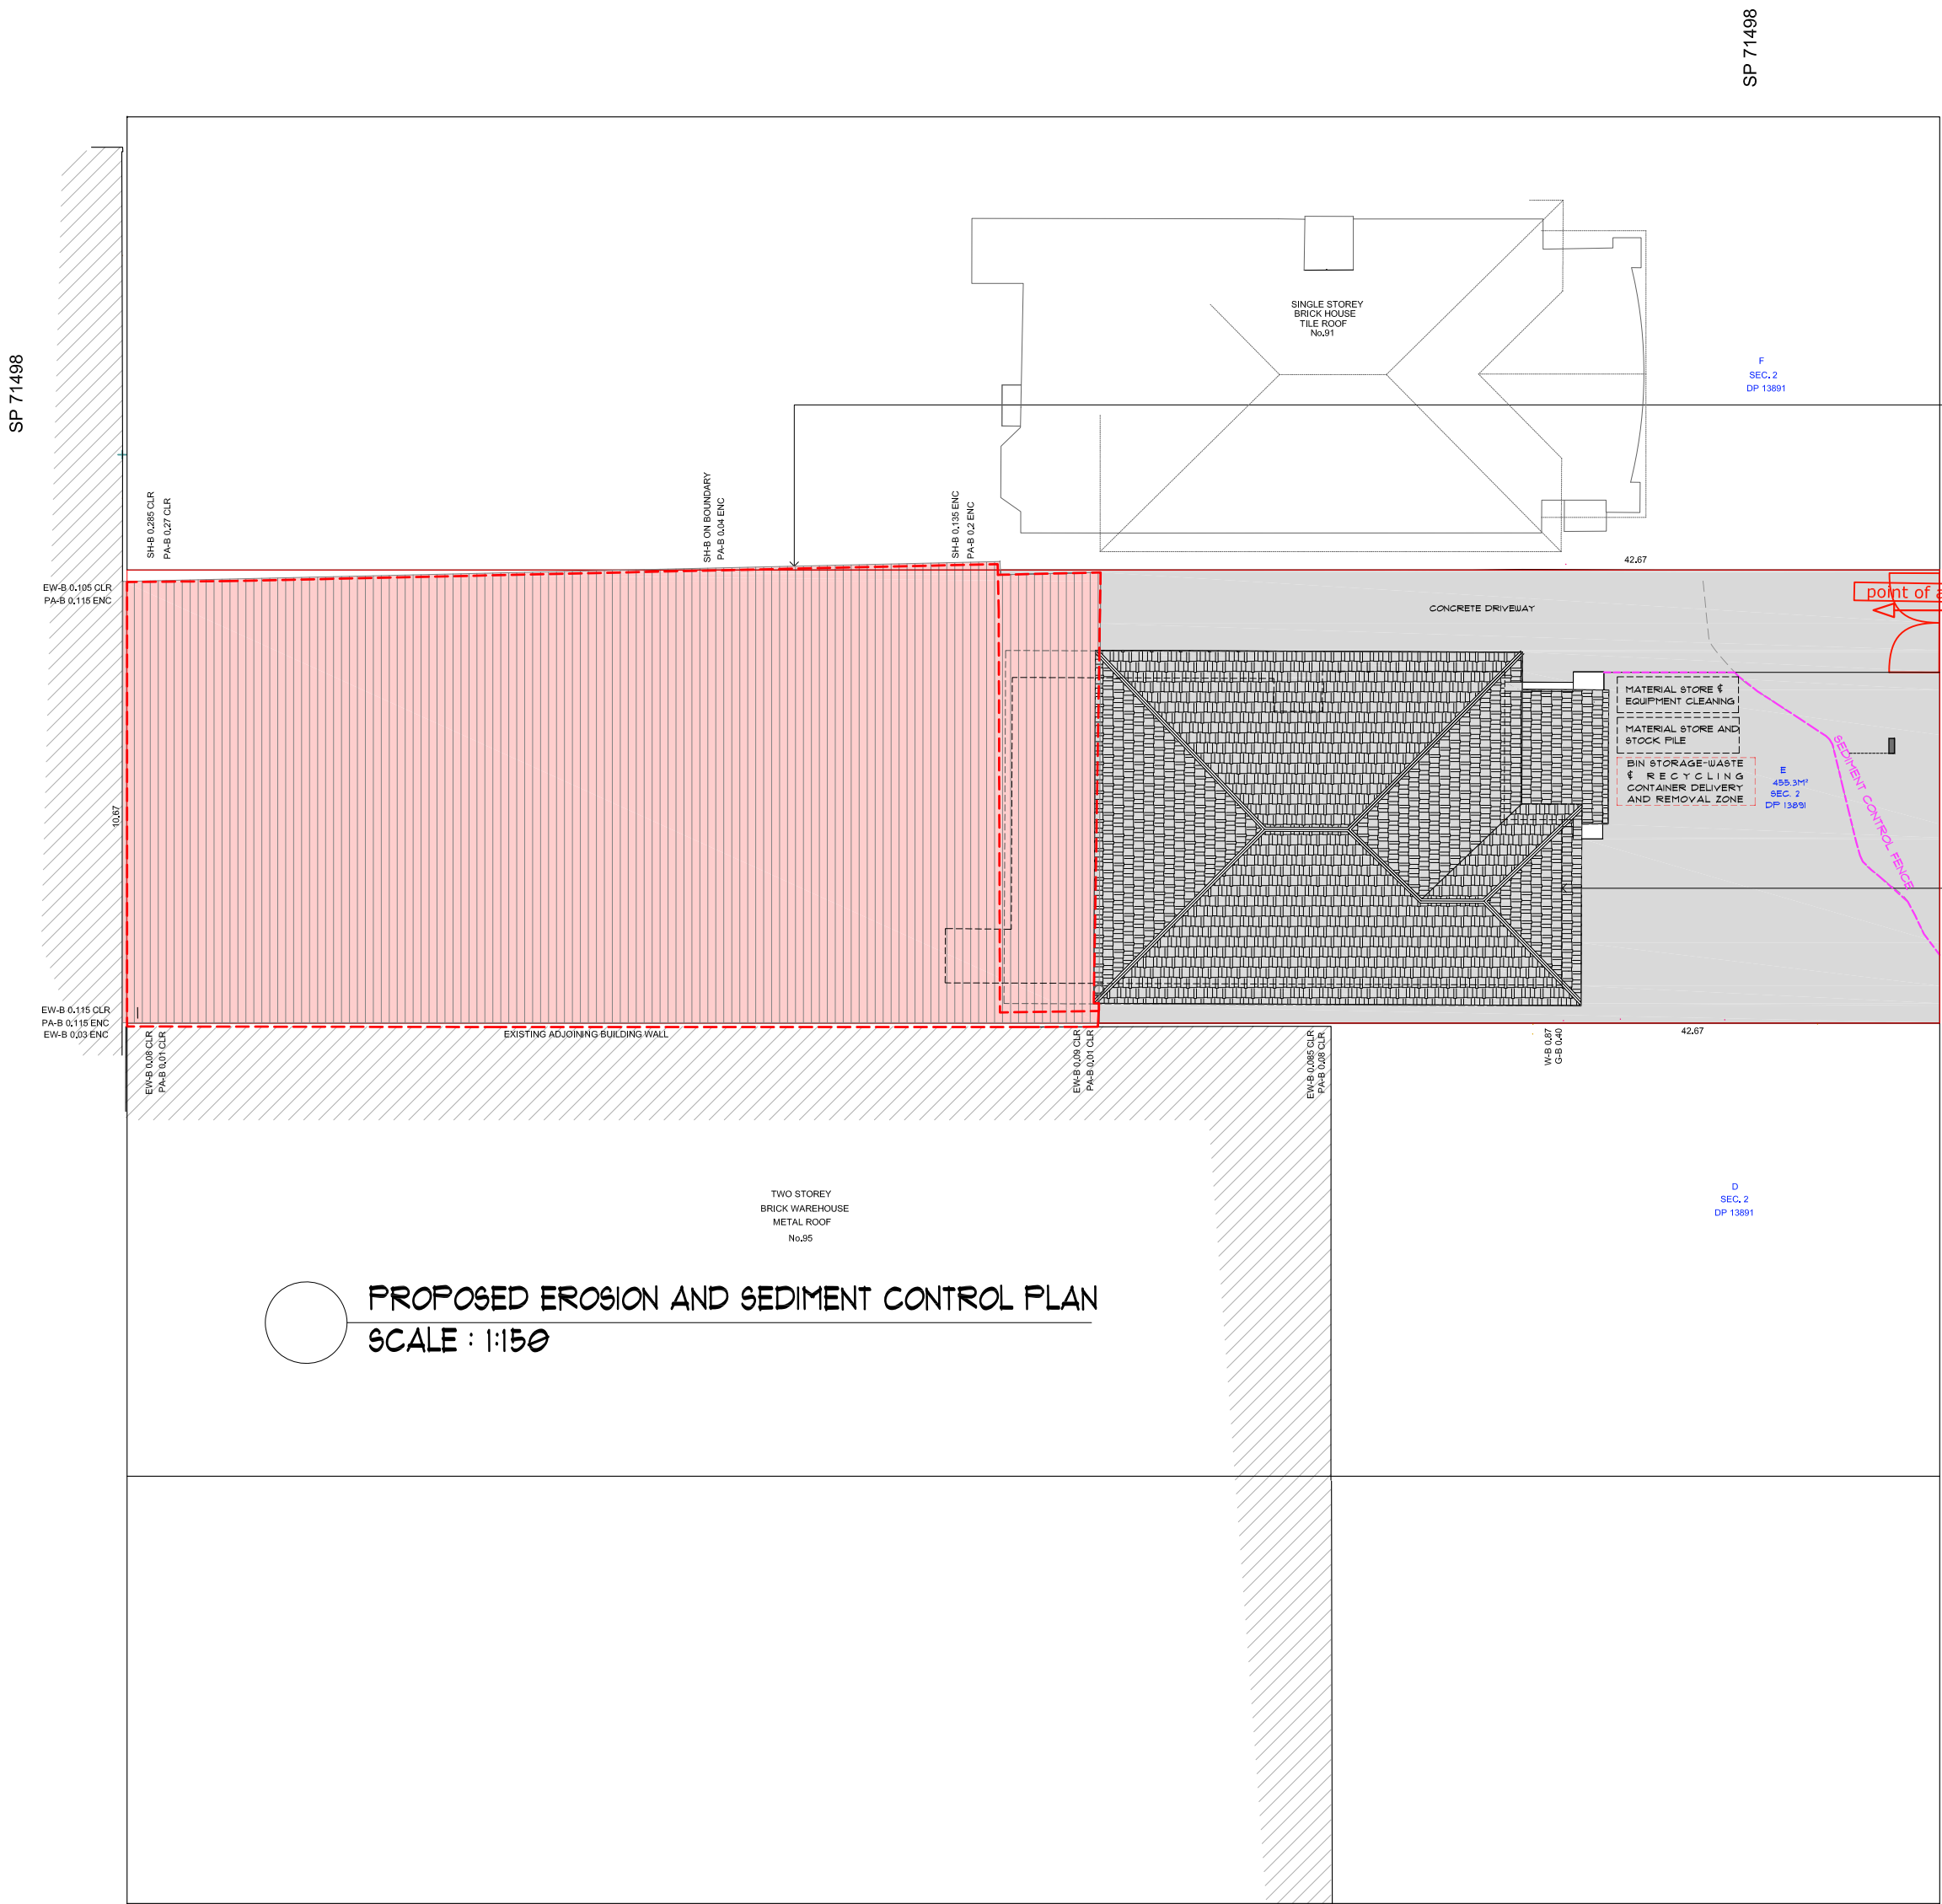 SP 71498
SP 71498
SINGLE STOREY
BRICK HOUSE
TILE ROOF
No.91
F
SEC. 2
DP 13891
SH-B 0.285 CLR
PA-B 0.27 CLR
SH-B ON BOUNDARY
PA-B 0.04 ENC
SH-B 0.135 ENC
PA-B 0.2 ENC
42.67
EW-B 0.105 CLR
PA-B 0.115 ENC
CONCRETE DRIVEWAY
point of a
MATERIAL STORE &
EQUIPMENT CLEANING
MATERIAL STORE AND
STOCK PILE
BIN STORAGE-WASTE
& RECYCLING
CONTAINER DELIVERY
AND REMOVAL ZONE
E
455.3M²
SEC. 2
DP 13891
SEDIMENT CONTROL FENCE
10.67
EW-B 0.115 CLR
PA-B 0.115 ENC
EW-B 0.03 ENC
EXISTING ADJOINING BUILDING WALL
EW-B 0.08 CLR
PA-B 0.01 CLR
EW-B 0.09 CLR
PA-B 0.01 CLR
EW-B 0.085 CLR
PA-B 0.08 CLR
W-B 0.87
G-B 0.40
42.67
TWO STOREY
BRICK WAREHOUSE
METAL ROOF
No.95
D
SEC. 2
DP 13891
PROPOSED EROSION AND SEDIMENT CONTROL PLAN
SCALE : 1:150